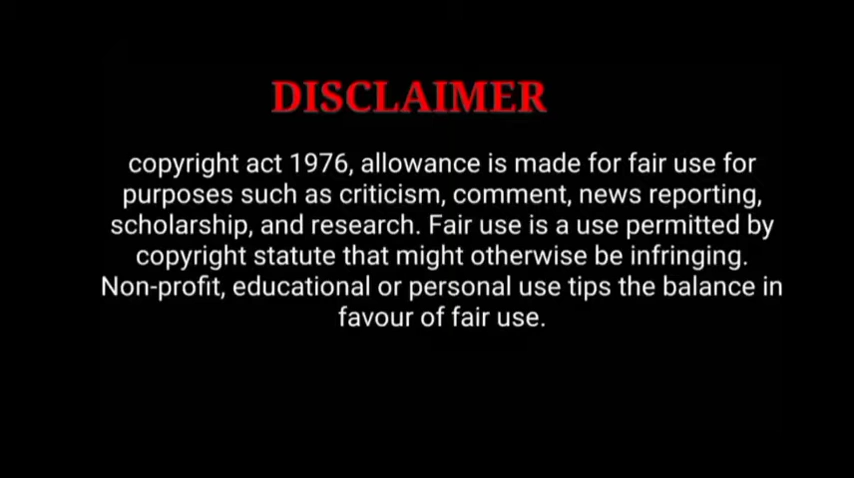 DISCLAIMER
copyright act 1976, allowance is made for fair use for
purposes such as criticism, comment, news reporting,
scholarship, and research. Fair use is a use permitted by
copyright statute that might otherwise be infringing.
Non-profit, educational or personal use tips the balance in
favour of fair use.